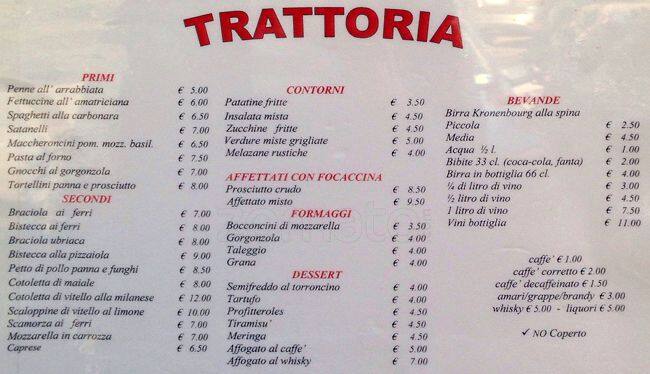 TRATTORIA
PRIMI
Penne all' arrabbiata € 5.00
Fettuccine all' amatriciana € 6.00
Spaghetti alla carbonara € 6.50
Satanelli € 7.00
Maccheroncini pom. mozz. basil. € 6.50
Pasta al forno € 7.50
Gnocchi al gorgonzola € 7.00
Tortellini panna e prosciutto € 8.00
SECONDI
Braciola ai ferri € 7.00
Bistecca ai ferri € 8.00
Braciola ubriaca € 8.00
Bistecca alla pizzaiola € 9.00
Petto di pollo panna e funghi € 8.50
Cotoletta di maiale € 8.00
Cotoletta di vitello alla milanese € 12.00
Scaloppine di vitello al limone € 10.00
Scamorza ai ferri € 7.00
Mozzarella in carrozza € 7.00
Caprese € 6.50
CONTORNI
Patatine fritte € 3.50
Insalata mista € 4.50
Zucchine fritte € 4.50
Verdure miste grigliate € 5.00
Melazane rustiche € 4.00
AFFETTATI CON FOCACCINA
Prosciutto crudo € 8.50
Affettato misto € 9.50
FORMAGGI
Bocconcini di mozzarella € 3.50
Gorgonzola € 4.00
Taleggio € 4.00
Grana € 4.00
DESSERT
Semifreddo al torroncino € 4.00
Tartufo € 4.00
Profitteroles € 4.50
Tiramisu' € 4.50
Meringa € 4.50
Affogato al caffe' € 5.00
Affogato al whisky € 7.00
BEVANDE
Birra Kronenbourg alla spina
Piccola € 2.50
Media € 4.50
Acqua ½ l. € 1.00
Bibite 33 cl. (coca-cola, fanta) € 2.00
Birra in bottiglia 66 cl. € 4.00
¼ di litro di vino € 3.00
½ litro di vino € 4.50
1 litro di vino € 7.50
Vini bottiglia € 11.00
caffe' € 1.00
caffe' corretto € 2.00
caffe' decaffeinato € 1.50
amari/grappe/brandy € 3.00
whisky € 5.00 - liquori € 5.00
✓ NO Coperto